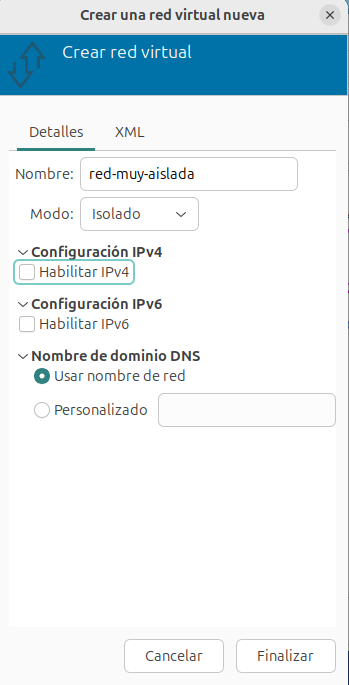 Crear una red virtual nueva
Crear red virtual
Detalles XML
Nombre: red-muy-aislada
Modo: Isolado
Configuración IPv4
Habilitar IPv4
Configuración IPv6
Habilitar IPv6
Nombre de dominio DNS
Usar nombre de red
Personalizado
Cancelar Finalizar